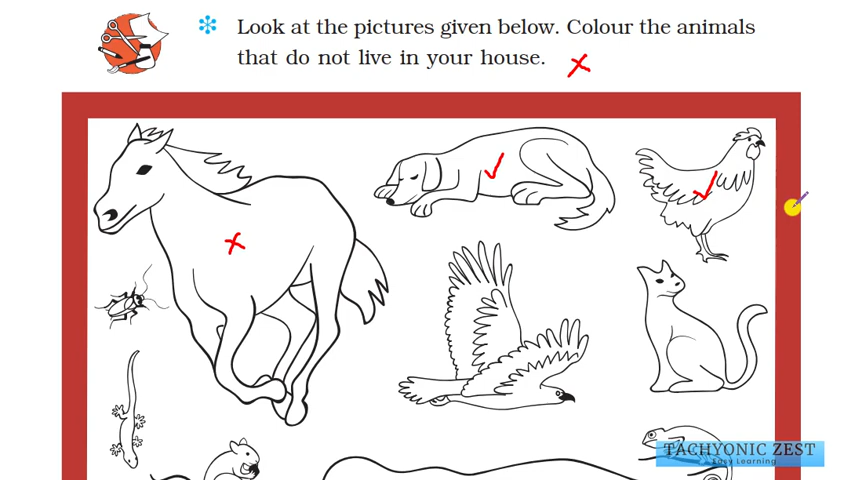 Look at the pictures given below. Colour the animals
that do not live in your house.
TACHYONIC ZEST
Easy Learning